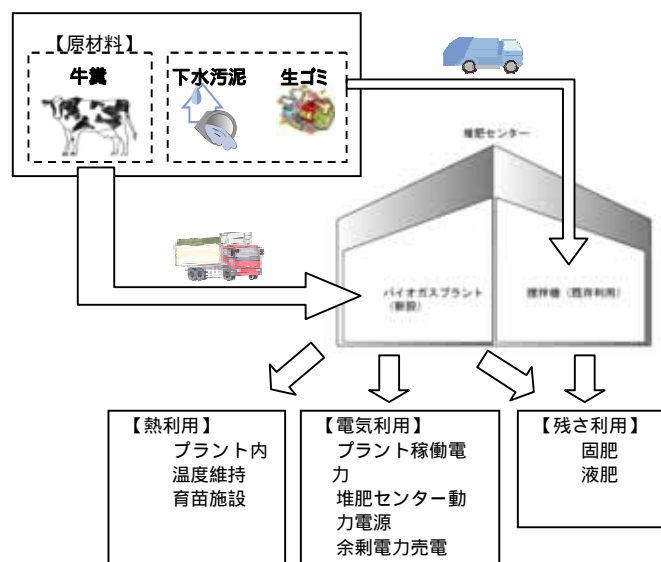 【原材料】
牛糞
下水汚泥
生ゴミ
堆肥センター
バイオガスプラント
（新設）
攪拌機（既存利用）
【熱利用】
プラント内
温度維持
育苗施設
【電気利用】
プラント稼働電
力
堆肥センター動
力電源
余剰電力売電
【残さ利用】
固肥
液肥